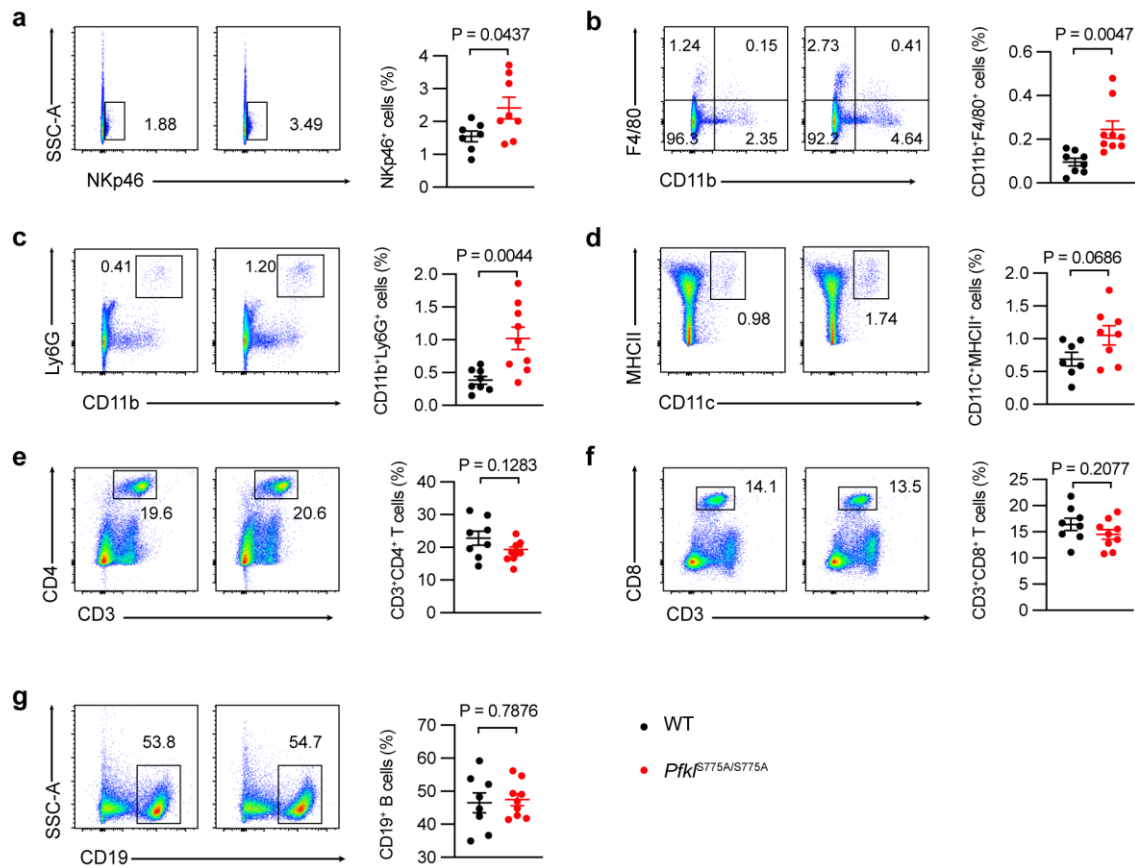 a
SSC-A
1.88
3.49
NKp46
NKp46⁺ cells (%)
4
3
2
1
0
P = 0.0437
b
F4/80
1.24
0.15
96.3
2.35
2.73
0.41
92.2
4.64
CD11b
CD11b⁺F4/80⁺ cells (%)
0.6
0.4
0.2
0.0
P = 0.0047
c
Ly6G
0.41
1.20
CD11b
CD11b⁺Ly6G⁺ cells (%)
2.0
1.5
1.0
0.5
0.0
P = 0.0044
d
MHCII
0.98
1.74
CD11c
CD11C⁺MHCII⁺ cells (%)
2.0
1.5
1.0
0.5
0.0
P = 0.0686
e
CD4
19.6
20.6
CD3
CD3⁺CD4⁺ T cells (%)
40
30
20
10
0
P = 0.1283
f
CD8
14.1
13.5
CD3
CD3⁺CD8⁺ T cells (%)
25
20
15
10
5
0
P = 0.2077
g
SSC-A
53.8
54.7
CD19
CD19⁺ B cells (%)
70
60
50
40
30
P = 0.7876
WT
Pfkl^S775A/S775A